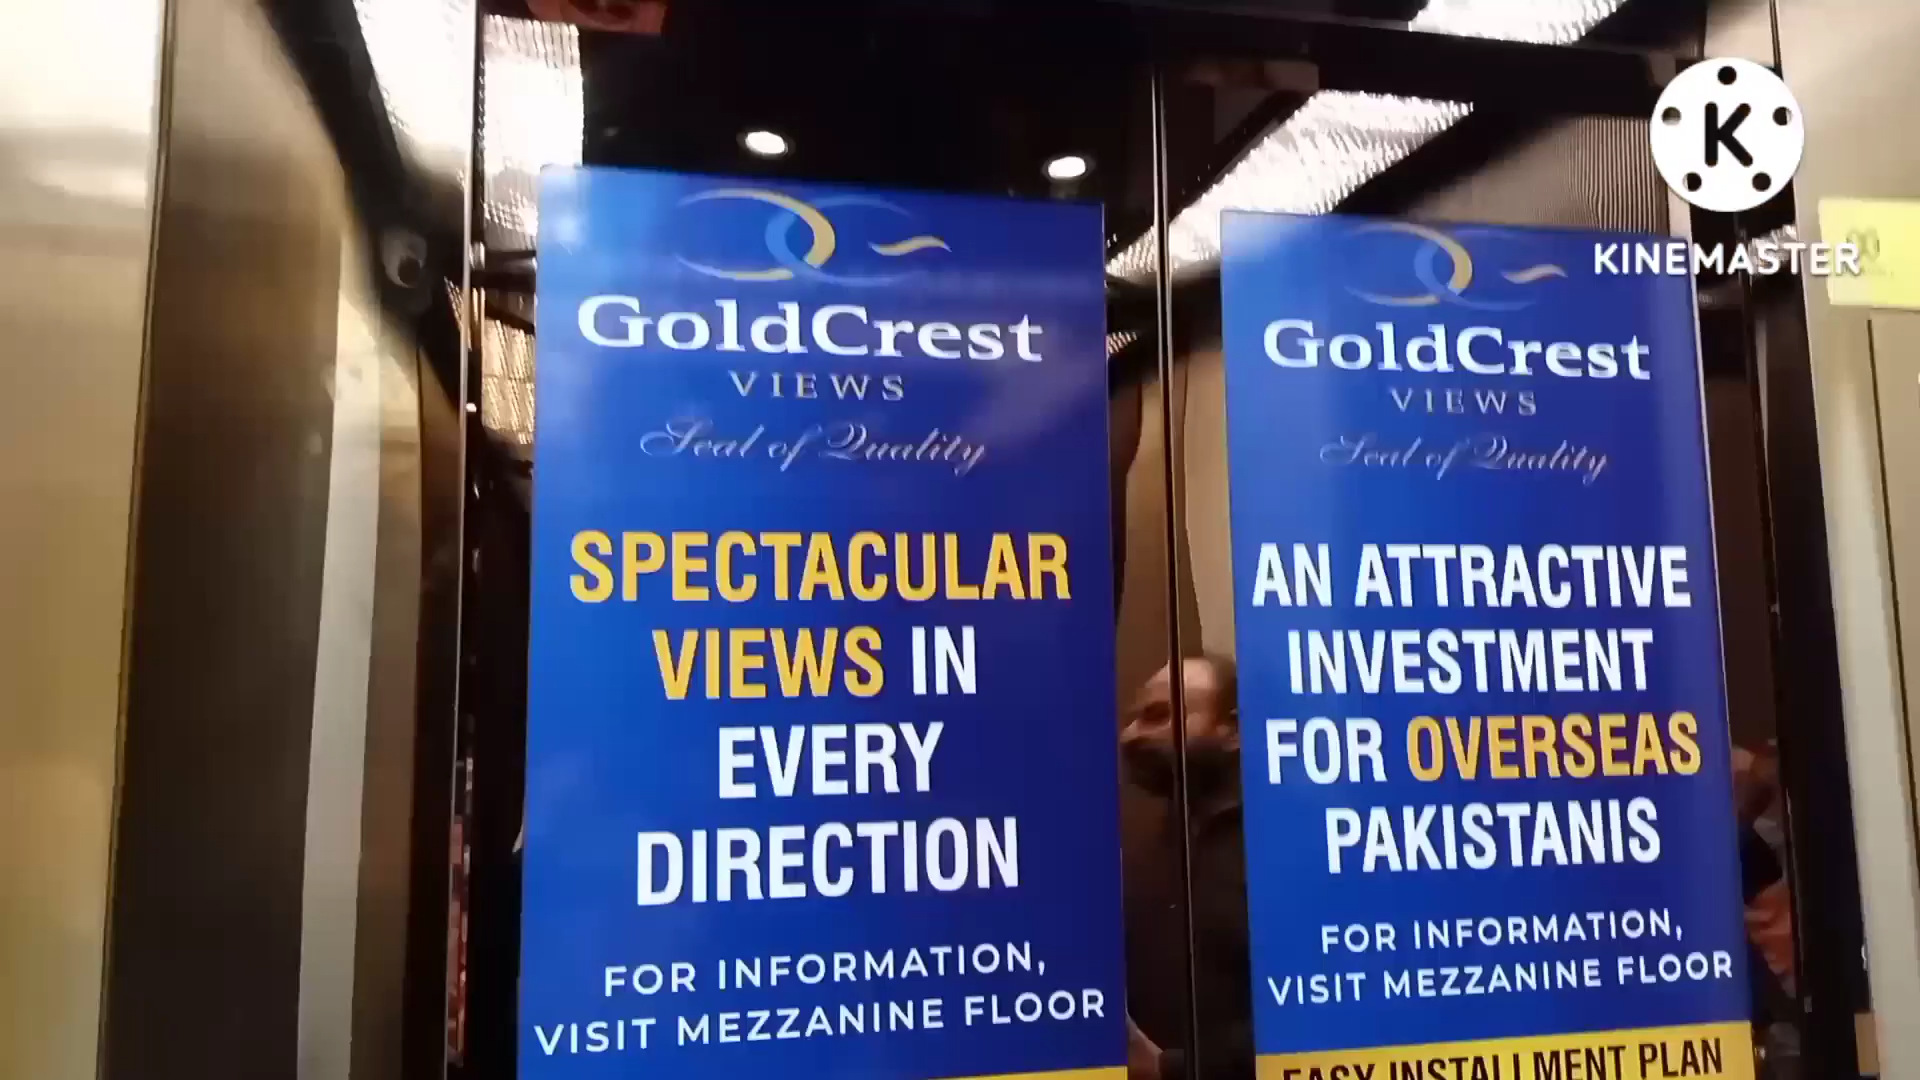 GoldCrest
VIEWS
Seal of Quality
SPECTACULAR
VIEWS IN
EVERY
DIRECTION
FOR INFORMATION,
VISIT MEZZANINE FLOOR
GoldCrest
VIEWS
Seal of Quality
AN ATTRACTIVE
INVESTMENT
FOR OVERSEAS
PAKISTANIS
FOR INFORMATION,
VISIT MEZZANINE FLOOR
EASY INSTALLMENT PLAN
K
KINEMASTER